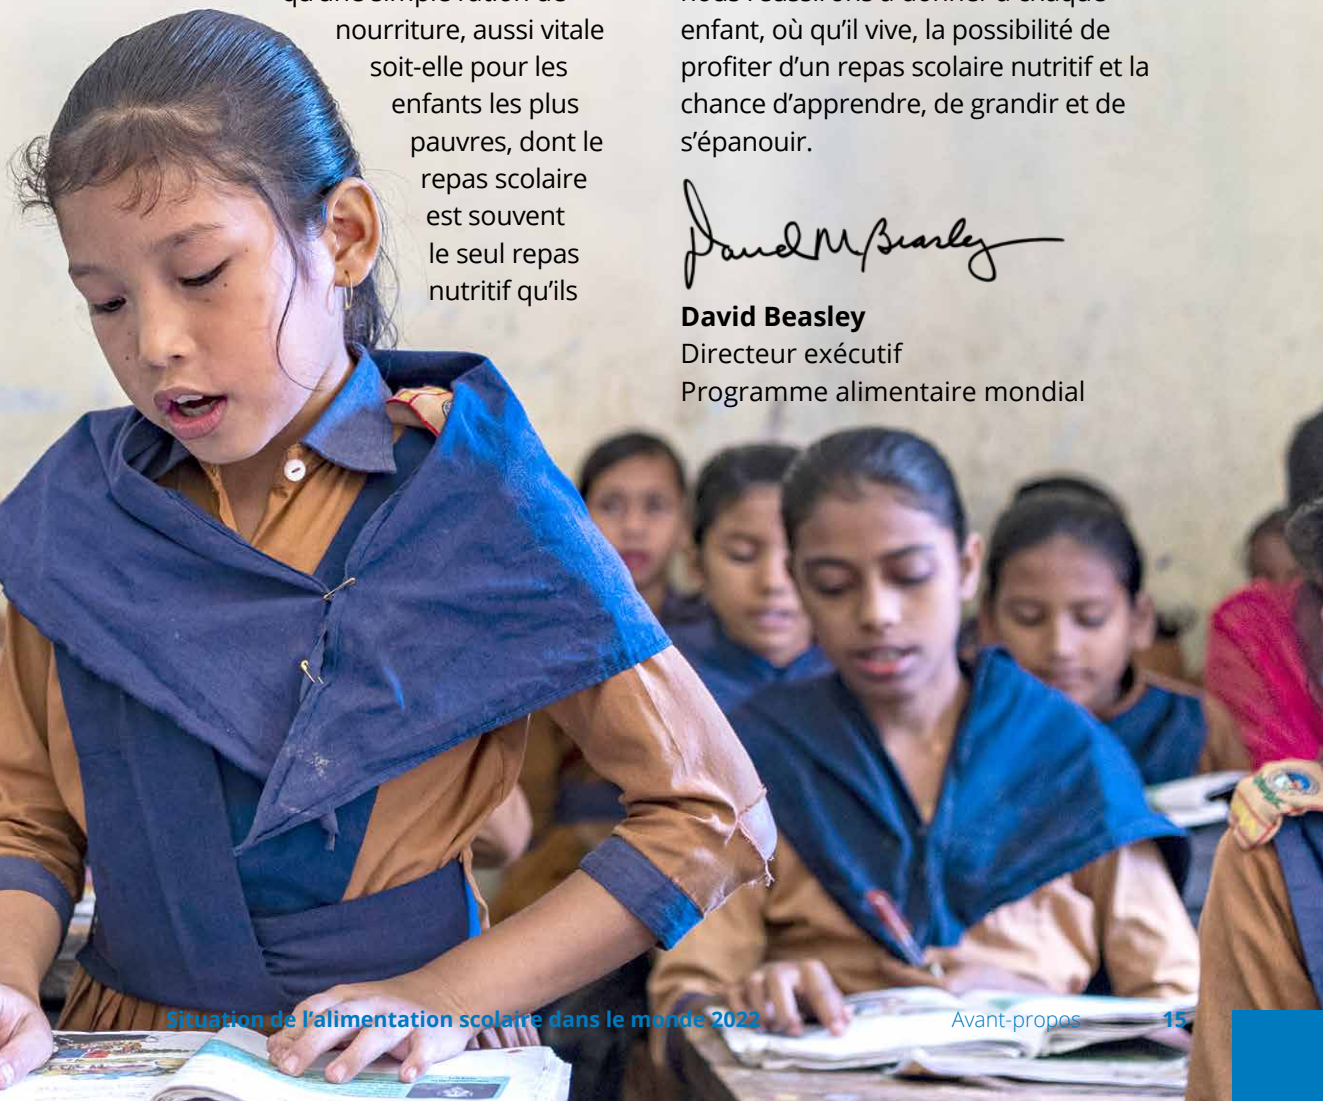 nourriture, aussi vitale
soit-elle pour les
enfants les plus
pauvres, dont le
repas scolaire
est souvent
le seul repas
nutritif qu'ils
enfant, où qu'il vive, la possibilité de
profiter d'un repas scolaire nutritif et la
chance d'apprendre, de grandir et de
s'épanouir.
David M Beasley
David Beasley
Directeur exécutif
Programme alimentaire mondial
Situation de l'alimentation scolaire dans le monde 2022
Avant-propos 15